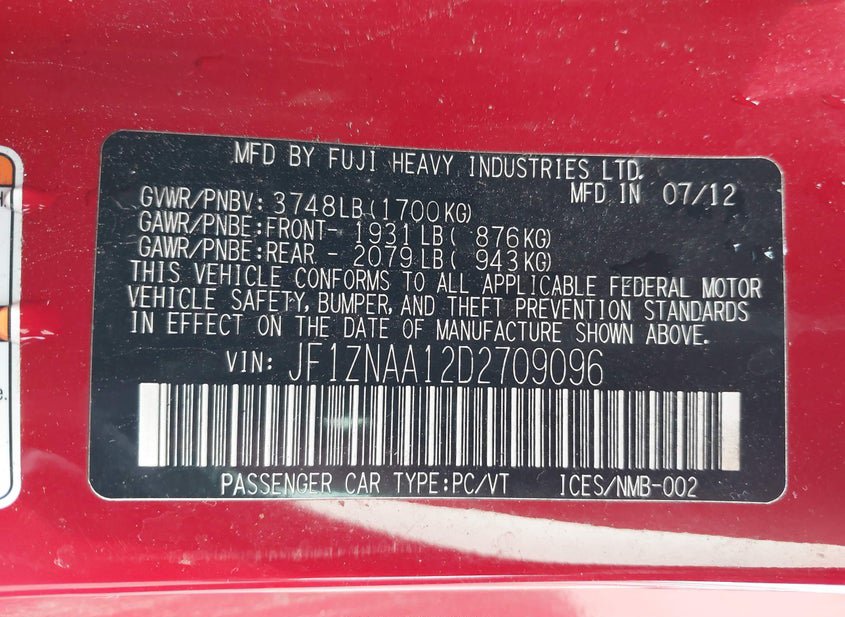 MFD BY FUJI HEAVY INDUSTRIES LTD.
MFD IN 07/12
GVWR/PNBV: 3748LB(1700KG)
GAWR/PNBE:FRONT- 1931LB( 876KG)
GAWR/PNBE:REAR - 2079LB( 943KG)
THIS VEHICLE CONFORMS TO ALL APPLICABLE FEDERAL MOTOR
VEHICLE SAFETY, BUMPER, AND THEFT PREVENTION STANDARDS
IN EFFECT ON THE DATE OF MANUFACTURE SHOWN ABOVE.
VIN: JF1ZNAA12D2709096
PASSENGER CAR TYPE:PC/VT ICES/NMB-002